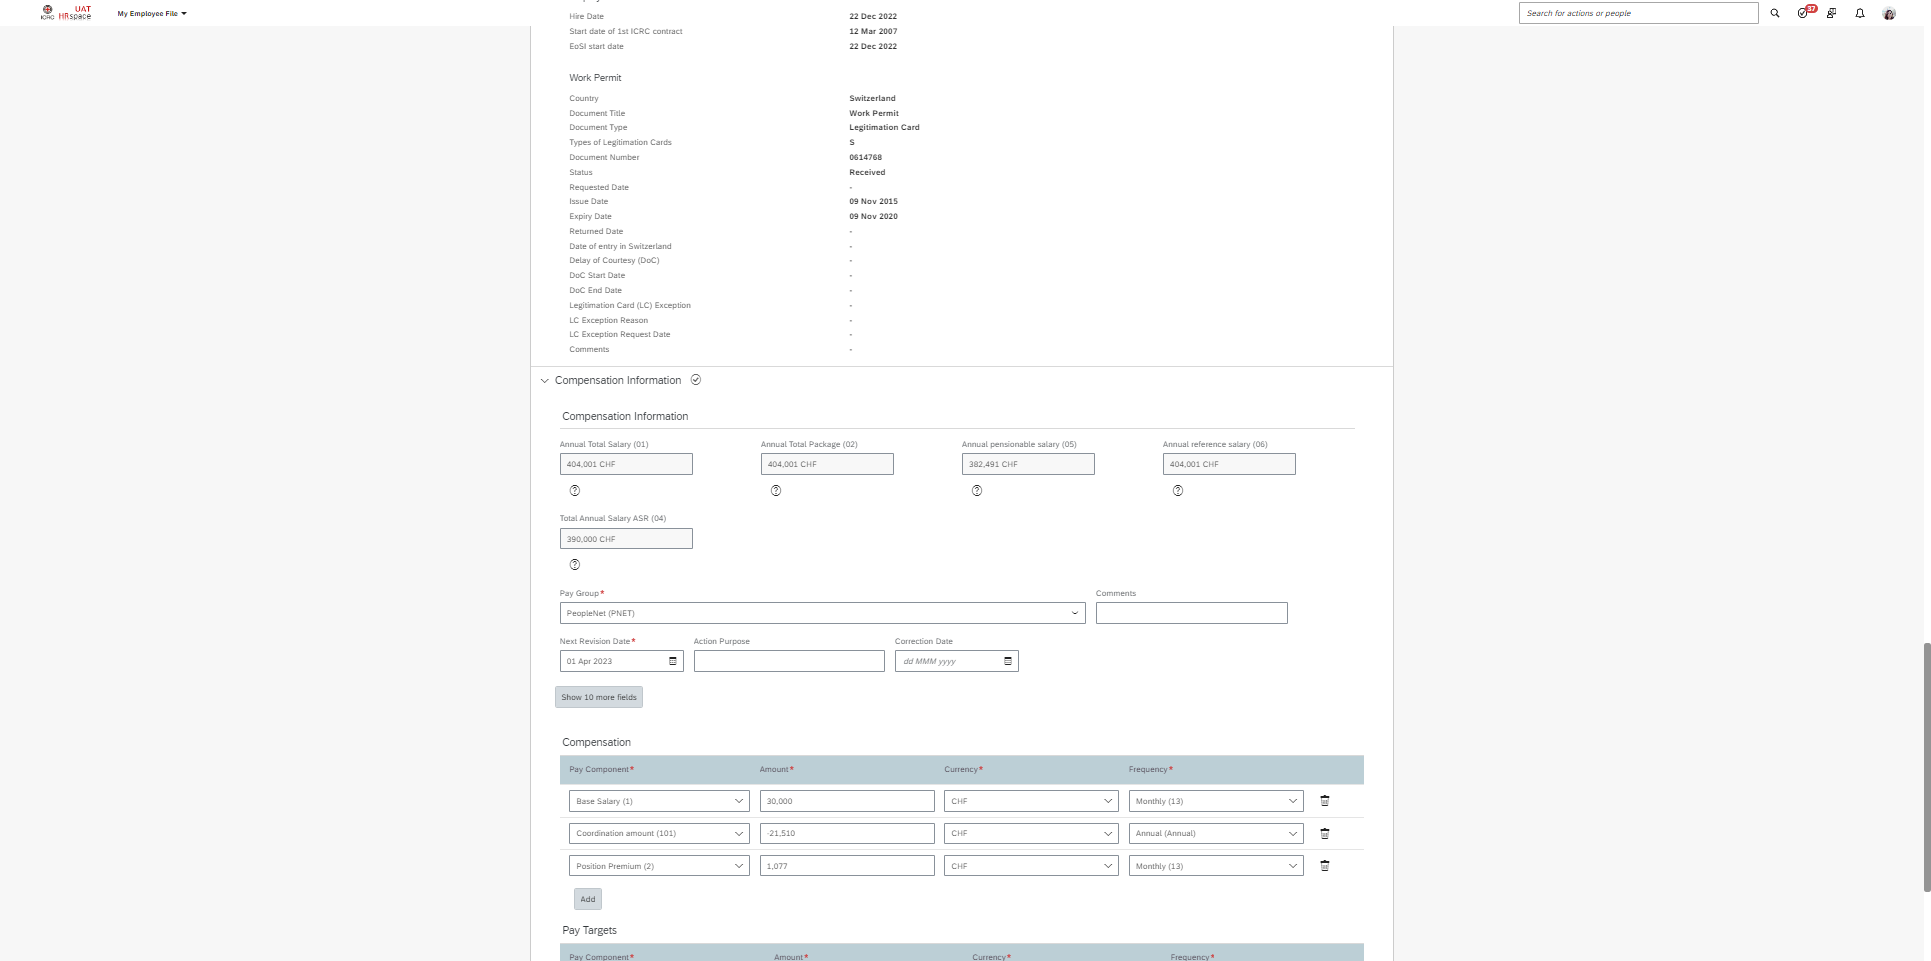 ICRC UAT HRspace My Employee File Search for actions or people 37
Hire Date 22 Dec 2022
Start date of 1st ICRC contract 12 Mar 2007
EoSI start date 22 Dec 2022
Work Permit
Country Switzerland
Document Title Work Permit
Document Type Legitimation Card
Types of Legitimation Cards S
Document Number 0614768
Status Received
Requested Date -
Issue Date 09 Nov 2015
Expiry Date 09 Nov 2020
Returned Date -
Date of entry in Switzerland -
Delay of Courtesy (DoC) -
DoC Start Date -
DoC End Date -
Legitimation Card (LC) Exception -
LC Exception Reason -
LC Exception Request Date -
Comments -
Compensation Information
Compensation Information
Annual Total Salary (01) Annual Total Package (02) Annual pensionable salary (05) Annual reference salary (06)
404,001 CHF 404,001 CHF 382,491 CHF 404,001 CHF
Total Annual Salary ASR (04)
390,000 CHF
Pay Group* Comments
PeopleNet (PNET)
Next Revision Date* Action Purpose Correction Date
01 Apr 2023 dd MMM yyyy
Show 10 more fields
Compensation
Pay Component* Amount* Currency* Frequency*
Base Salary (1) 30,000 CHF Monthly (13)
Coordination amount (101) -21,510 CHF Annual (Annual)
Position Premium (2) 1,077 CHF Monthly (13)
Add
Pay Targets
Pay Component* Amount* Currency* Frequency*